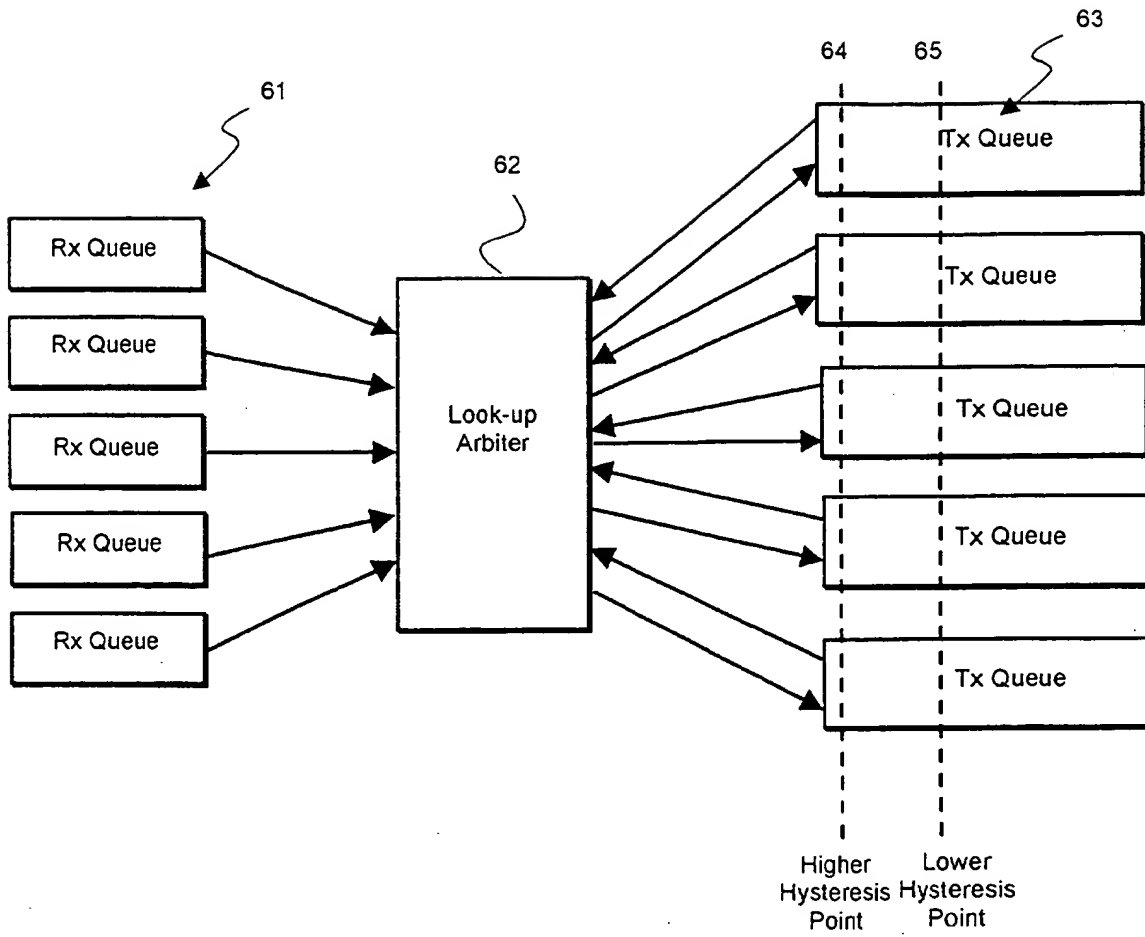 63
64
65
61
62
Tx Queue
Rx Queue
Tx Queue
Rx Queue
Tx Queue
Look-up
Arbiter
Rx Queue
Tx Queue
Rx Queue
Rx Queue
Tx Queue
Higher
Hysteresis
Point
Lower
Hysteresis
Point